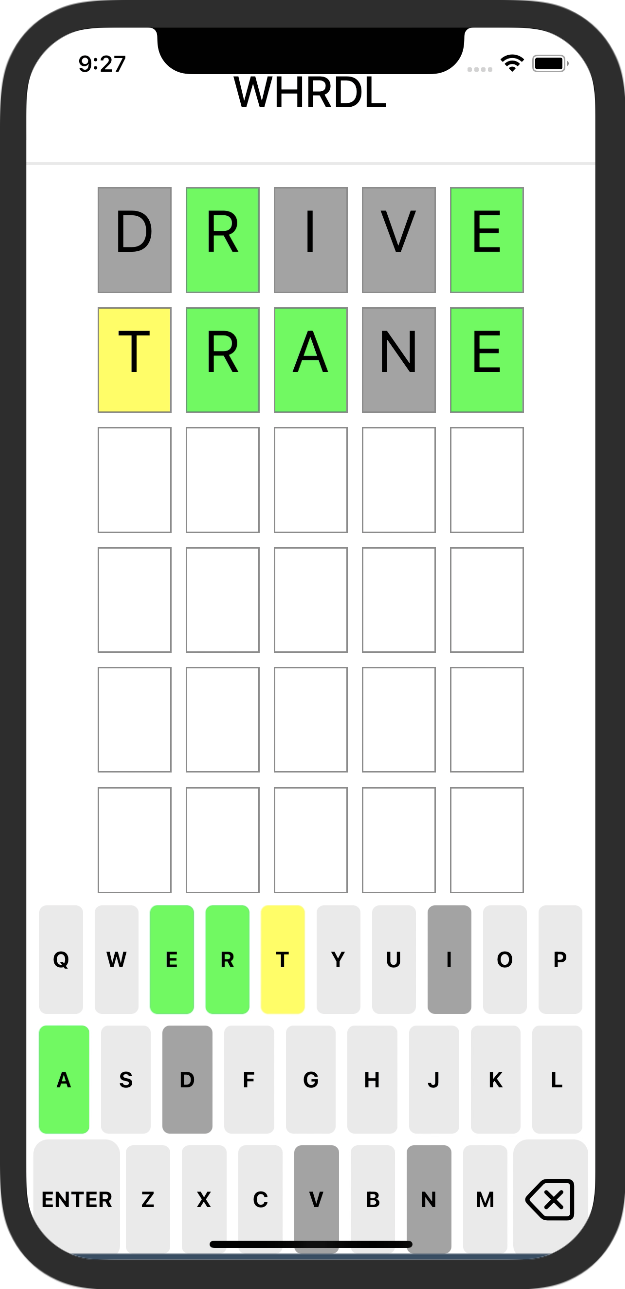 9:27
WHRDL
D R I V E
T R A N E
Q W E R T Y U I O P
A S D F G H J K L
ENTER Z X C V B N M